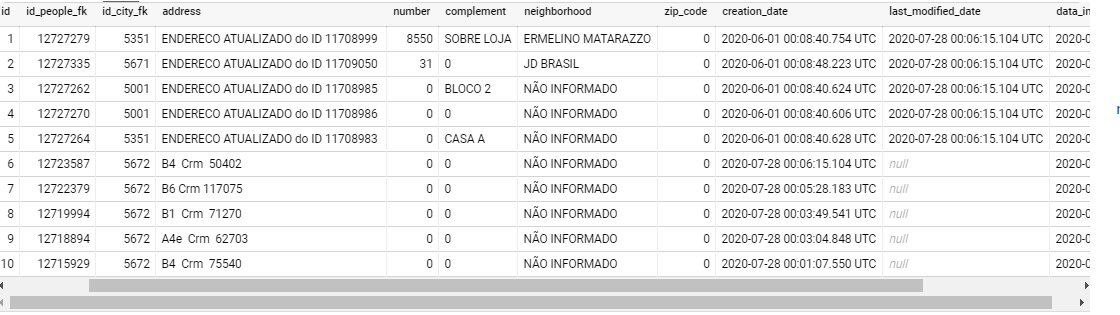 id id_people_fk id_city_fk address number complement neighborhood zip_code creation_date last_modified_date data_in
1 12727279 5351 ENDERECO ATUALIZADO do ID 11708999 8550 SOBRE LOJA ERMELINO MATARAZZO 0 2020-06-01 00:08:40.754 UTC 2020-07-28 00:06:15.104 UTC 2020-0
2 12727335 5671 ENDERECO ATUALIZADO do ID 11709050 31 0 JD BRASIL 0 2020-06-01 00:08:48.223 UTC 2020-07-28 00:06:15.104 UTC 2020-0
3 12727262 5001 ENDERECO ATUALIZADO do ID 11708985 0 BLOCO 2 NÃO INFORMADO 0 2020-06-01 00:08:40.624 UTC 2020-07-28 00:06:15.104 UTC 2020-0
4 12727270 5001 ENDERECO ATUALIZADO do ID 11708986 0 0 NÃO INFORMADO 0 2020-06-01 00:08:40.606 UTC 2020-07-28 00:06:15.104 UTC 2020-0
5 12727264 5351 ENDERECO ATUALIZADO do ID 11708983 0 CASA A NÃO INFORMADO 0 2020-06-01 00:08:40.628 UTC 2020-07-28 00:06:15.104 UTC 2020-0
6 12723587 5672 B4 Crm 50402 0 0 NÃO INFORMADO 0 2020-07-28 00:06:15.104 UTC null 2020-0
7 12722379 5672 B6 Crm 117075 0 0 NÃO INFORMADO 0 2020-07-28 00:05:28.183 UTC null 2020-0
8 12719994 5672 B1 Crm 71270 0 0 NÃO INFORMADO 0 2020-07-28 00:03:49.541 UTC null 2020-0
9 12718894 5672 A4e Crm 62703 0 0 NÃO INFORMADO 0 2020-07-28 00:03:04.848 UTC null 2020-0
10 12715929 5672 B4 Crm 75540 0 0 NÃO INFORMADO 0 2020-07-28 00:01:07.550 UTC null 2020-0